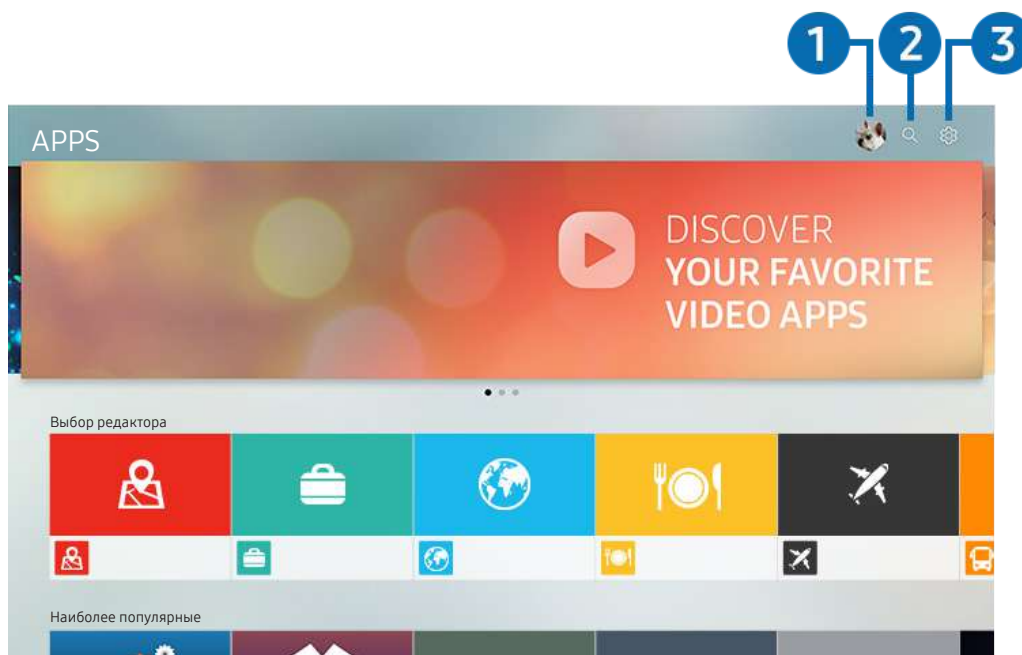 1 2 3
APPS
DISCOVER
YOUR FAVORITE
VIDEO APPS
Выбор редактора
Наиболее популярные